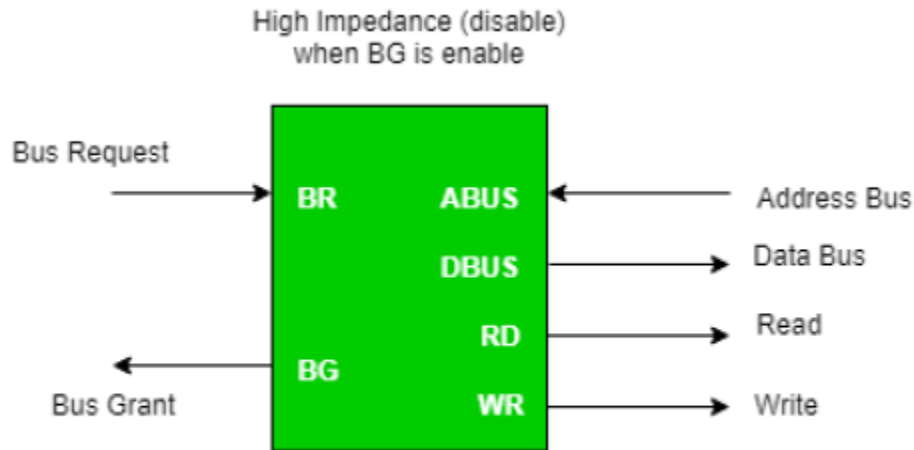 High Impedance (disable)
when BG is enable
Bus Request
BR
ABUS
Address Bus
DBUS
Data Bus
RD
Read
BG
Bus Grant
WR
Write